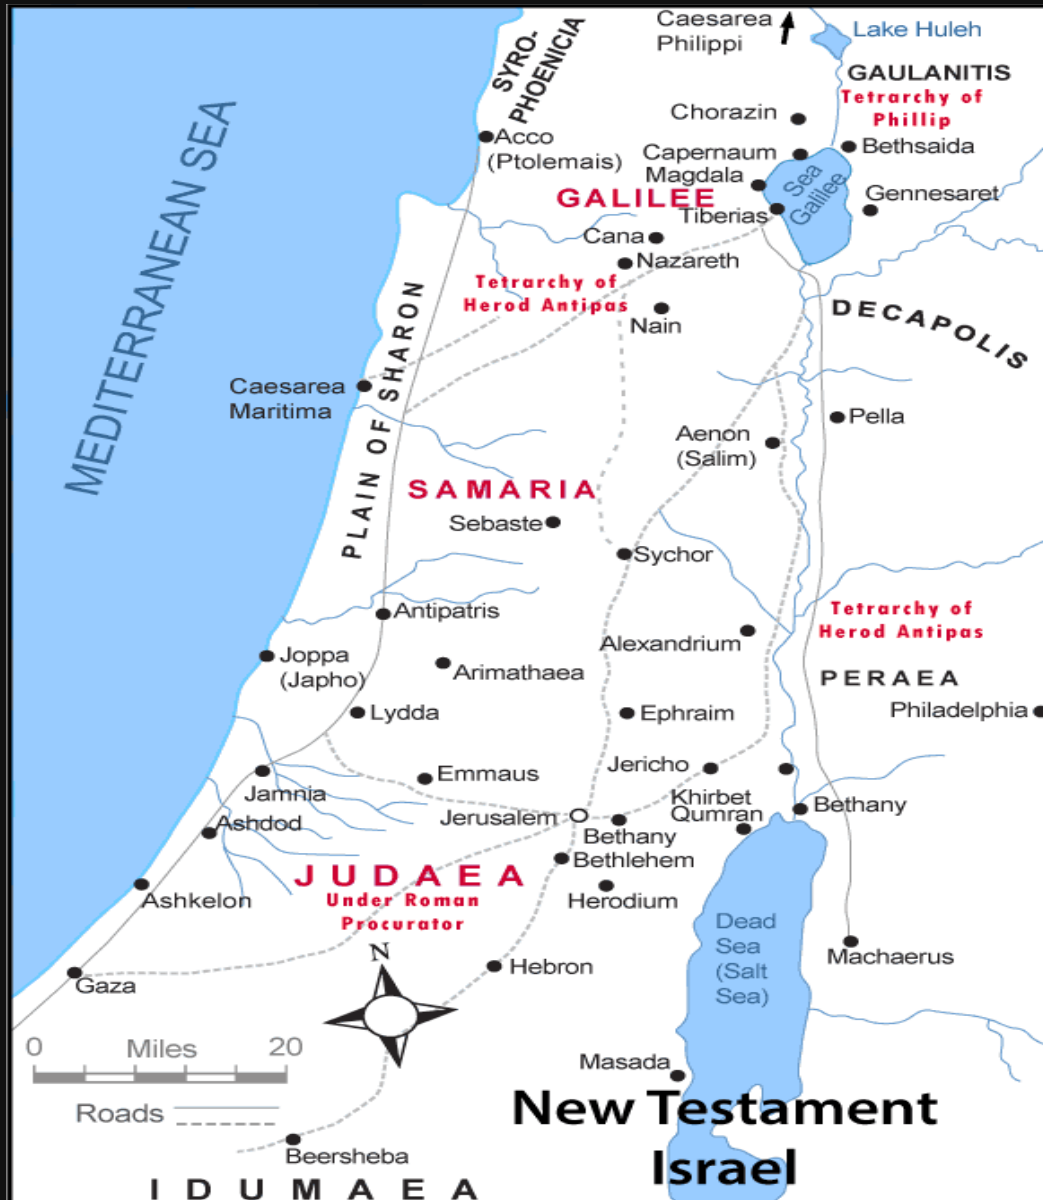 Caesarea
Philippi
Lake Huleh
SYRO-
PHOENICIA
GAULANITIS
Tetrarchy of
Phillip
Chorazin
Acco
(Ptolemais)
Capernaum
Bethsaida
Magdala
Sea
Galilee
Gennesaret
GALILEE
Tiberias
MEDITERRANEAN SEA
Cana
Nazareth
Tetrarchy of
Herod Antipas
Nain
DECAPOLIS
PLAIN OF SHARON
Caesarea
Maritima
Pella
Aenon
(Salim)
SAMARIA
Sebaste
Sychor
Antipatris
Tetrarchy of
Herod Antipas
Alexandrium
Joppa
(Japho)
Arimathaea
PERAEA
Lydda
Ephraim
Philadelphia
Jericho
Emmaus
Jamnia
Khirbet
Qumran
Bethany
Jerusalem
Ashdod
Bethany
Bethlehem
JUDAEA
Under Roman
Procurator
Ashkelon
Herodium
Dead
Sea
(Salt
Sea)
N
Machaerus
Hebron
Gaza
0 Miles 20
Masada
Roads
New Testament
Israel
Beersheba
IDUMAEA